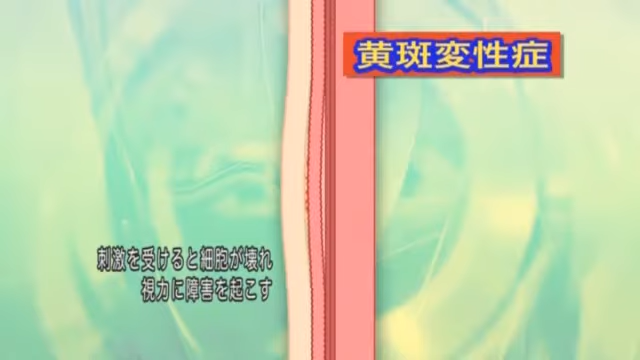 黄斑変性症
刺激を受けると細胞が壊れ
視力に障害を起こす